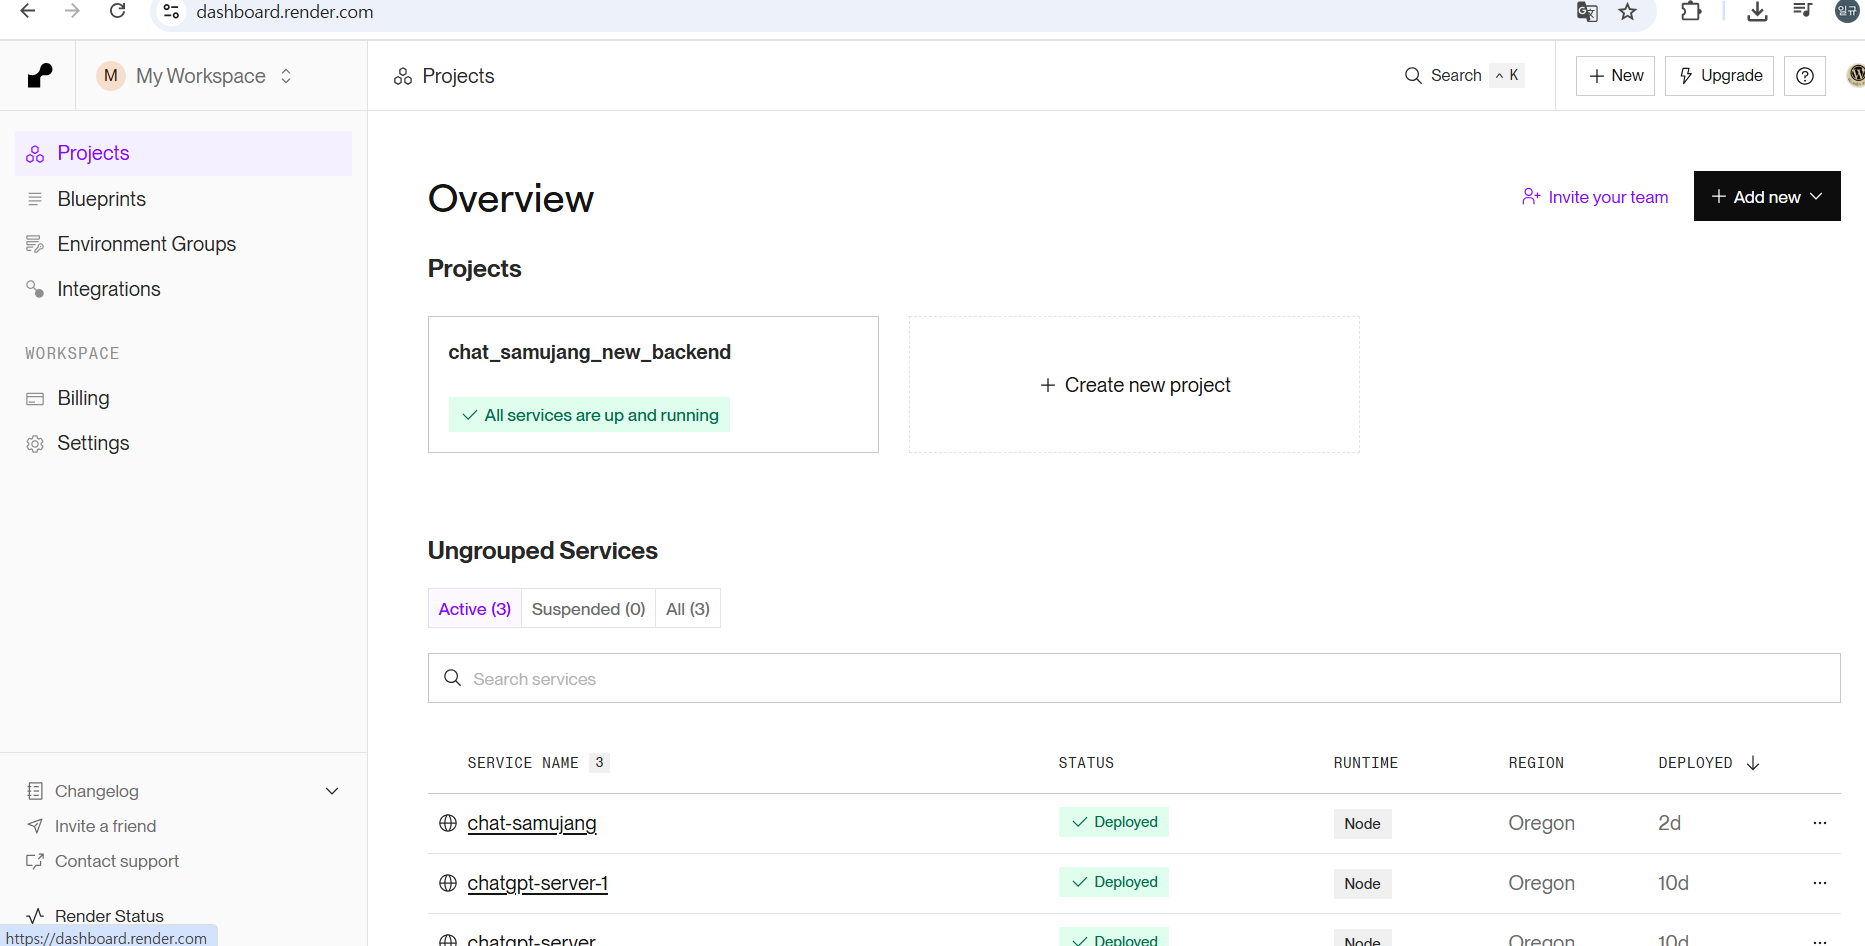 dashboard.render.com
일규
M My Workspace
Projects
Search ^ K
+ New
Upgrade
Projects
Blueprints
Environment Groups
Integrations
WORKSPACE
Billing
Settings
Changelog
Invite a friend
Contact support
Render Status
https://dashboard.render.com
Overview
Invite your team
+ Add new
Projects
chat_samujang_new_backend
All services are up and running
+ Create new project
Ungrouped Services
Active (3) Suspended (0) All (3)
Search services
SERVICE NAME 3 STATUS RUNTIME REGION DEPLOYED
chat-samujang Deployed Node Oregon 2d ...
chatgpt-server-1 Deployed Node Oregon 10d ...
chatgpt-server Deployed Node Oregon 10d ...